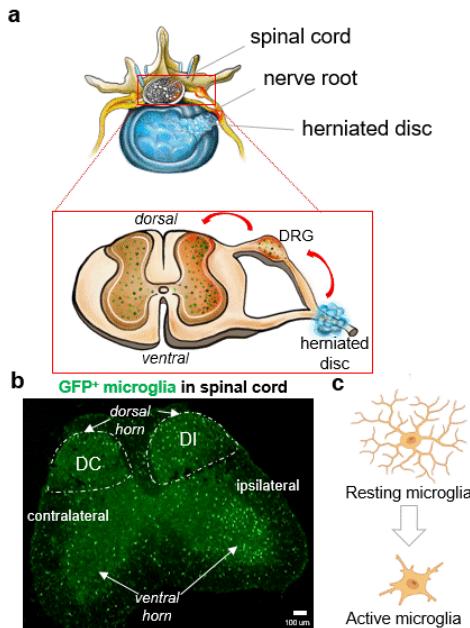 a
spinal cord
nerve root
herniated disc
dorsal
DRG
ventral
herniated
disc
b
GFP⁺ microglia in spinal cord
dorsal
horn
DC
DI
ipsilateral
contralateral
ventral
horn
100 um
c
Resting microglia
Active microglia